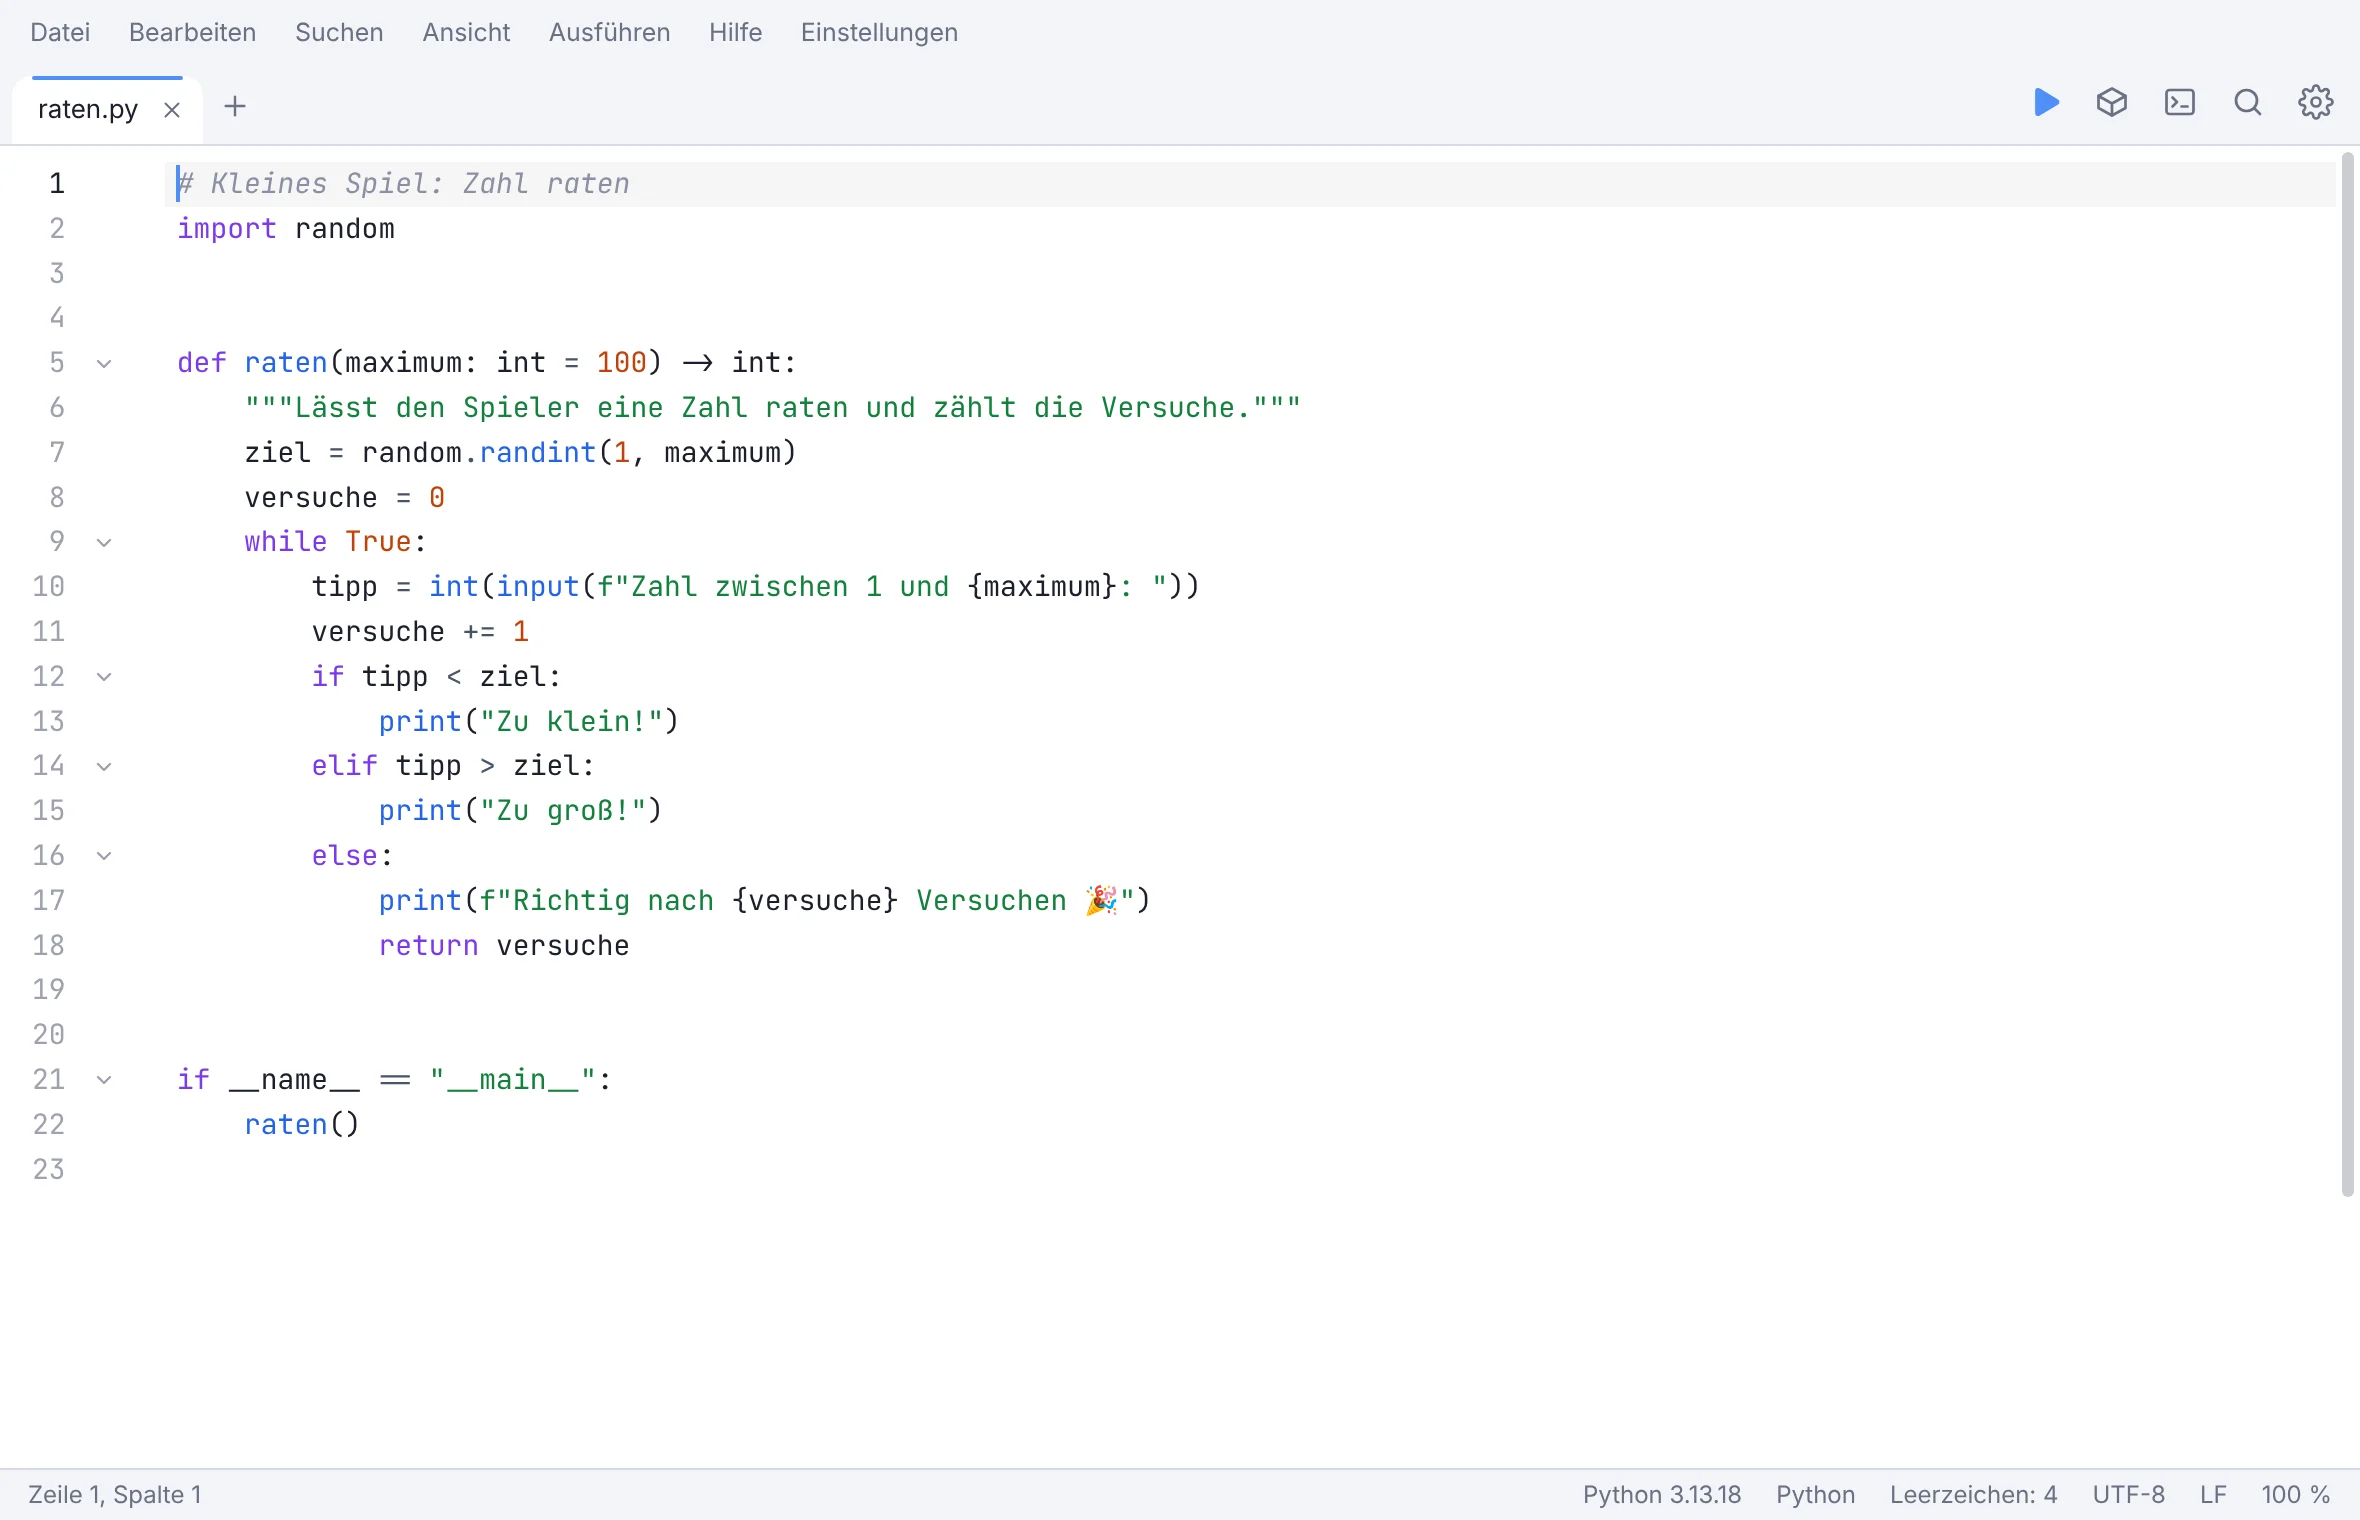 Datei Bearbeiten Suchen Ansicht Ausführen Hilfe Einstellungen
raten.py
1 # Kleines Spiel: Zahl raten
2 import random
3
4
5 def raten(maximum: int = 100) -> int:
6     """Lässt den Spieler eine Zahl raten und zählt die Versuche."""
7     ziel = random.randint(1, maximum)
8     versuche = 0
9     while True:
10         tipp = int(input(f"Zahl zwischen 1 und {maximum}: "))
11         versuche += 1
12         if tipp < ziel:
13             print("Zu klein!")
14         elif tipp > ziel:
15             print("Zu groß!")
16         else:
17             print(f"Richtig nach {versuche} Versuchen 🎉")
18             return versuche
19
20
21 if __name__ == "__main__":
22     raten()
23
Zeile 1, Spalte 1 Python 3.13.18 Python Leerzeichen: 4 UTF-8 LF 100 %